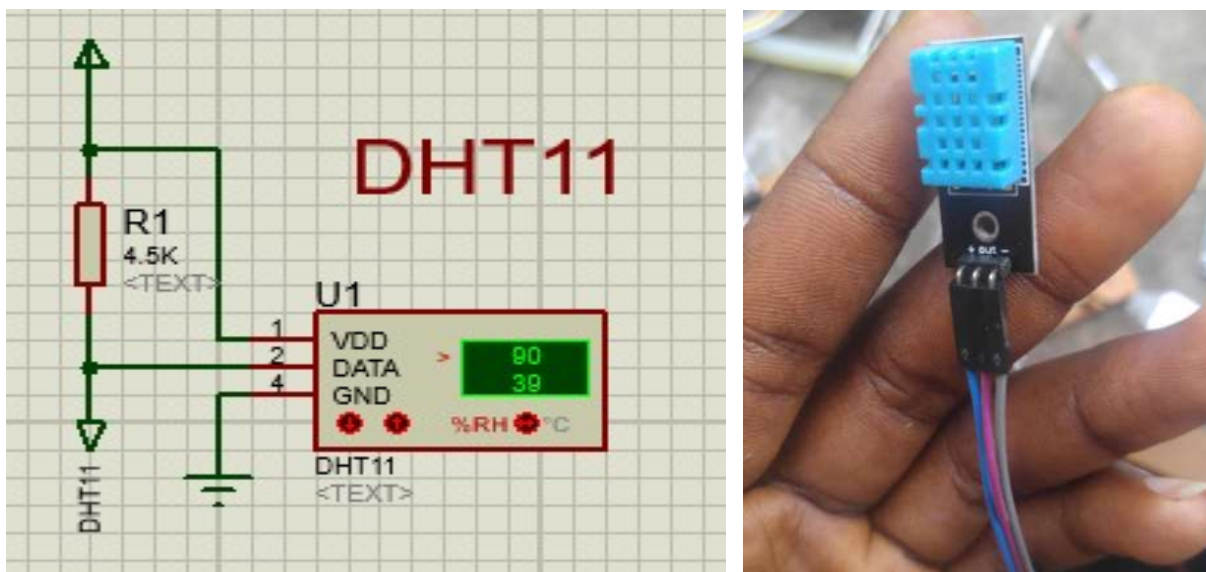 DHT11
R1
4.5K
<TEXT>
U1
1
VDD
2
DATA
> 90
4
GND
39
%RH °C
DHT11
<TEXT>
DHT11
+ out -